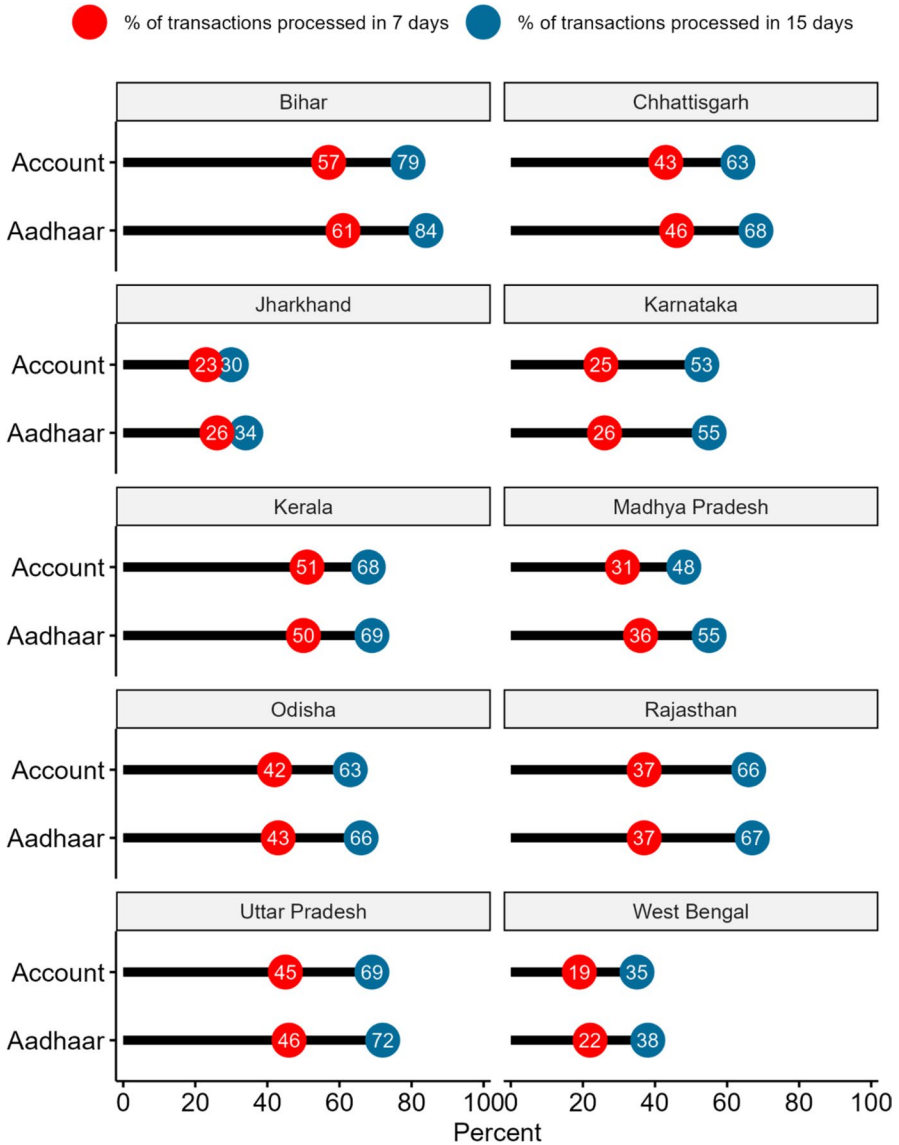 % of transactions processed in 7 days % of transactions processed in 15 days
Bihar Chhattisgarh
Account 57 79 43 63
Aadhaar 61 84 46 68
Jharkhand Karnataka
Account 23 30 25 53
Aadhaar 26 34 26 55
Kerala Madhya Pradesh
Account 51 68 31 48
Aadhaar 50 69 36 55
Odisha Rajasthan
Account 42 63 37 66
Aadhaar 43 66 37 67
Uttar Pradesh West Bengal
Account 45 69 19 35
Aadhaar 46 72 22 38
0 20 40 60 80 100 0 20 40 60 80 100
Percent